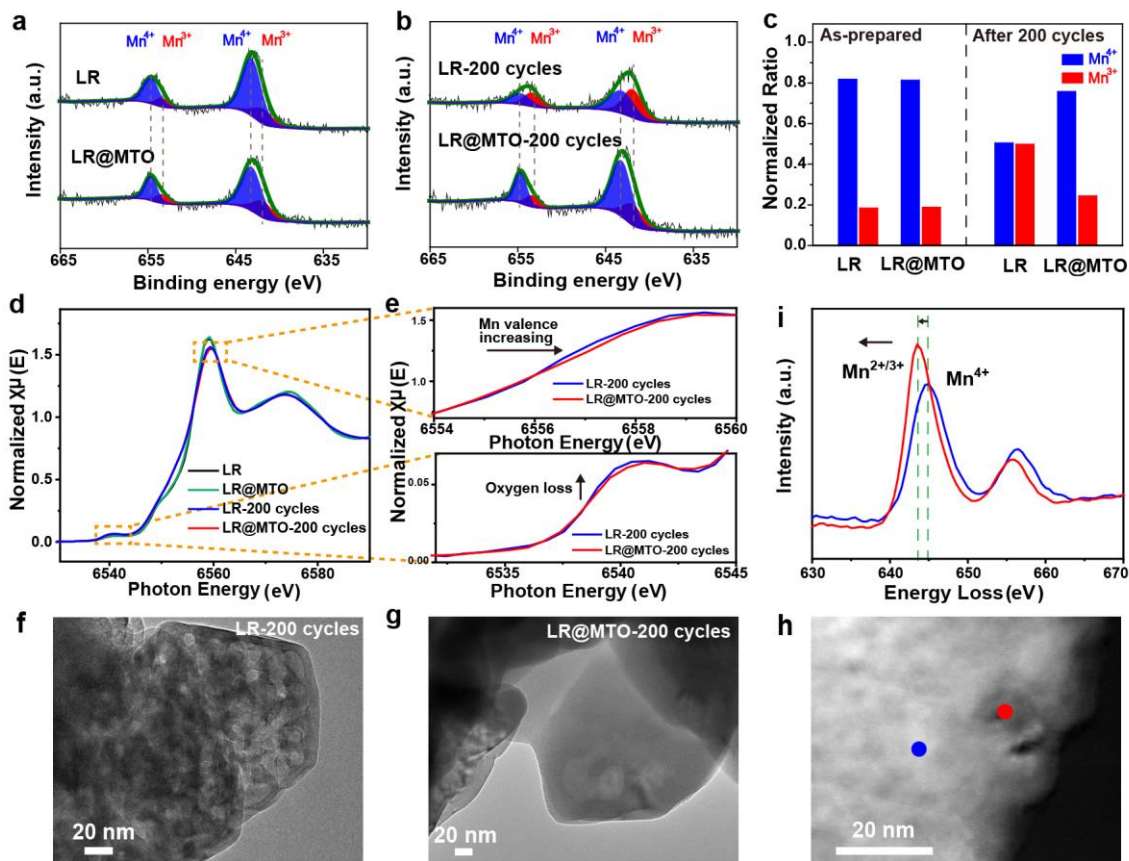 a
Mn4+ Mn3+ Mn4+ Mn3+
LR
LR@MTO
Intensity (a.u.)
665 655 645 635
Binding energy (eV)
b
Mn4+ Mn3+ Mn4+ Mn3+
LR-200 cycles
LR@MTO-200 cycles
Intensity (a.u.)
665 655 645 635
Binding energy (eV)
c
As-prepared
After 200 cycles
Mn4+
Mn3+
Normalized Ratio
1.0
0.8
0.6
0.4
0.2
0.0
LR LR@MTO LR LR@MTO
d
Normalized Xμ(E)
1.5
1.0
0.5
0.0
LR
LR@MTO
LR-200 cycles
LR@MTO-200 cycles
6540 6560 6580
Photon Energy (eV)
e
Mn valence
increasing
1.5
1.0
LR-200 cycles
LR@MTO-200 cycles
6554 6556 6558 6560
Photon Energy (eV)
Normalized Xμ(E)
0.05
0.00
Oxygen loss
LR-200 cycles
LR@MTO-200 cycles
6535 6540 6545
Photon Energy (eV)
i
Mn2+/3+
Mn4+
Intensity (a.u.)
630 640 650 660 670
Energy Loss(eV)
f
LR-200 cycles
20 nm
g
LR@MTO-200 cycles
20 nm
h
20 nm